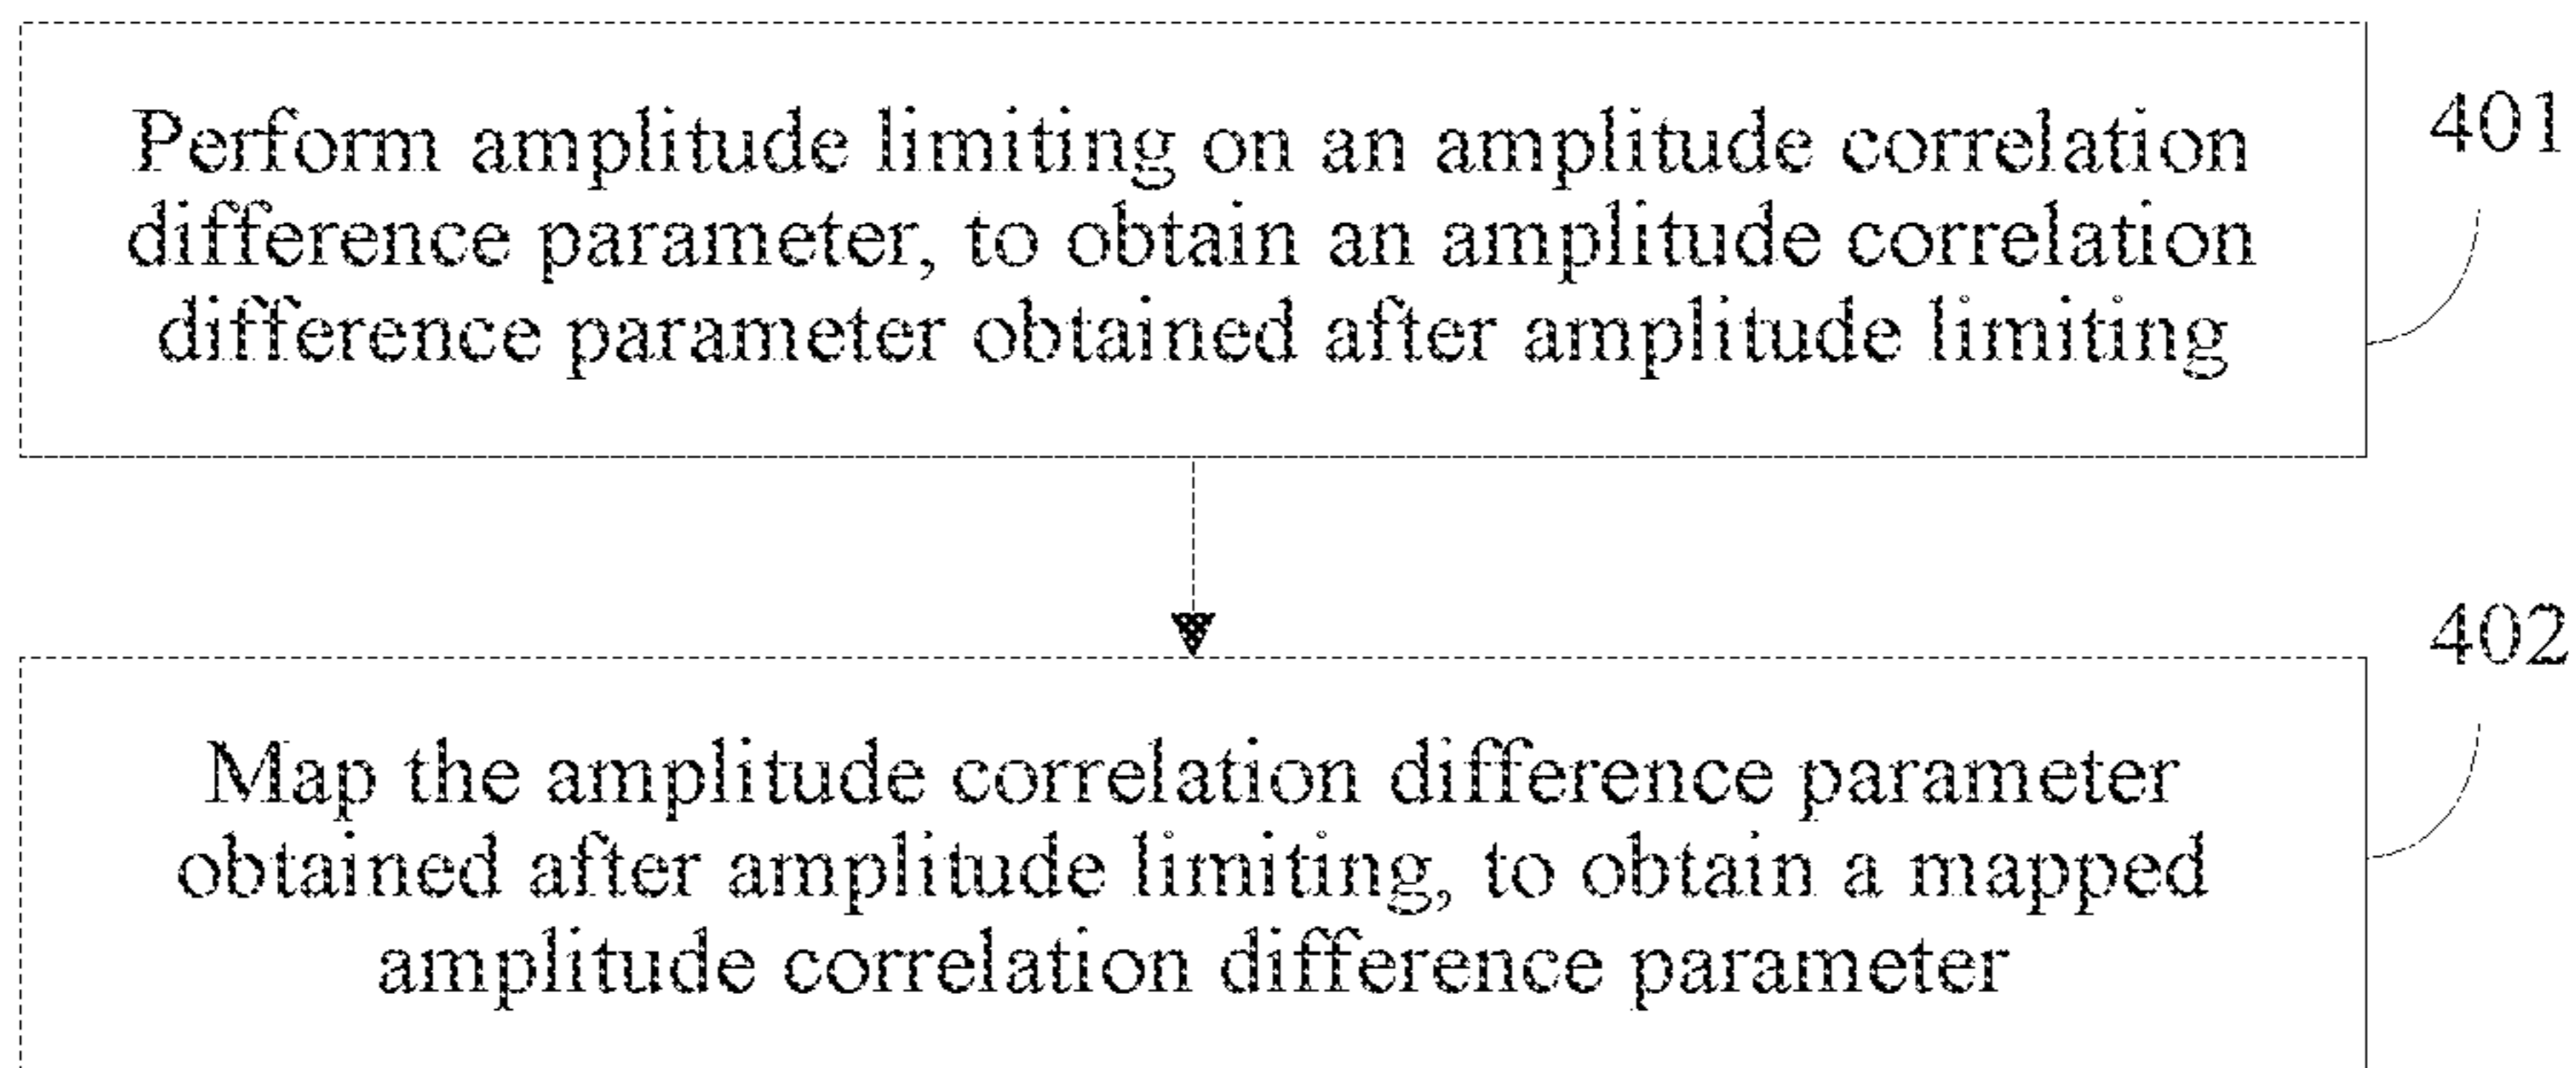 Perform amplitude limiting on an amplitude correlation
difference parameter, to obtain an amplitude correlation
difference parameter obtained after amplitude limiting
401
402
Map the amplitude correlation difference parameter
obtained after amplitude limiting, to obtain a mapped
amplitude correlation difference parameter